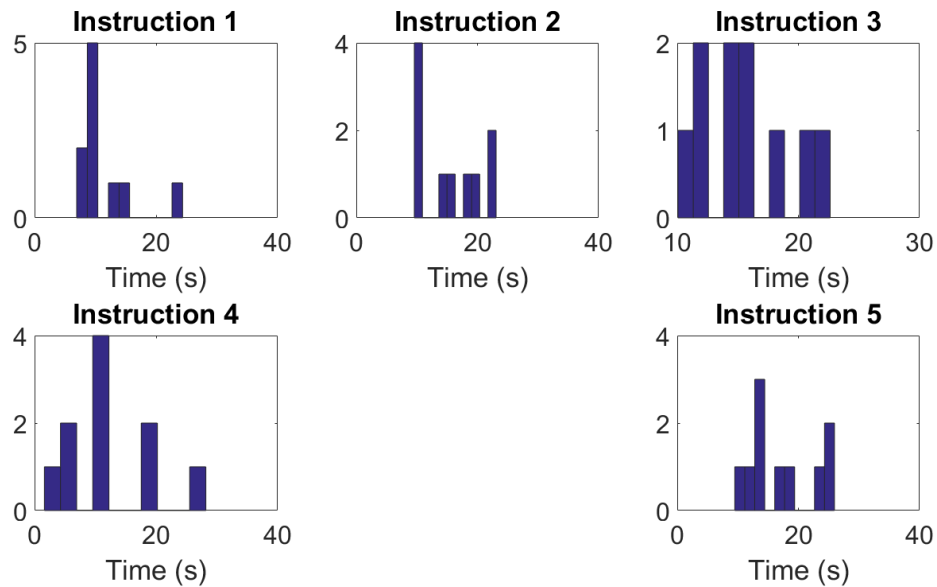 Instruction 1
5
0
0 20 40
Time (s)
Instruction 2
4
2
0
0 20 40
Time (s)
Instruction 3
2
1
0
10 20 30
Time (s)
Instruction 4
4
2
0
0 20 40
Time (s)
Instruction 5
4
2
0
0 20 40
Time (s)